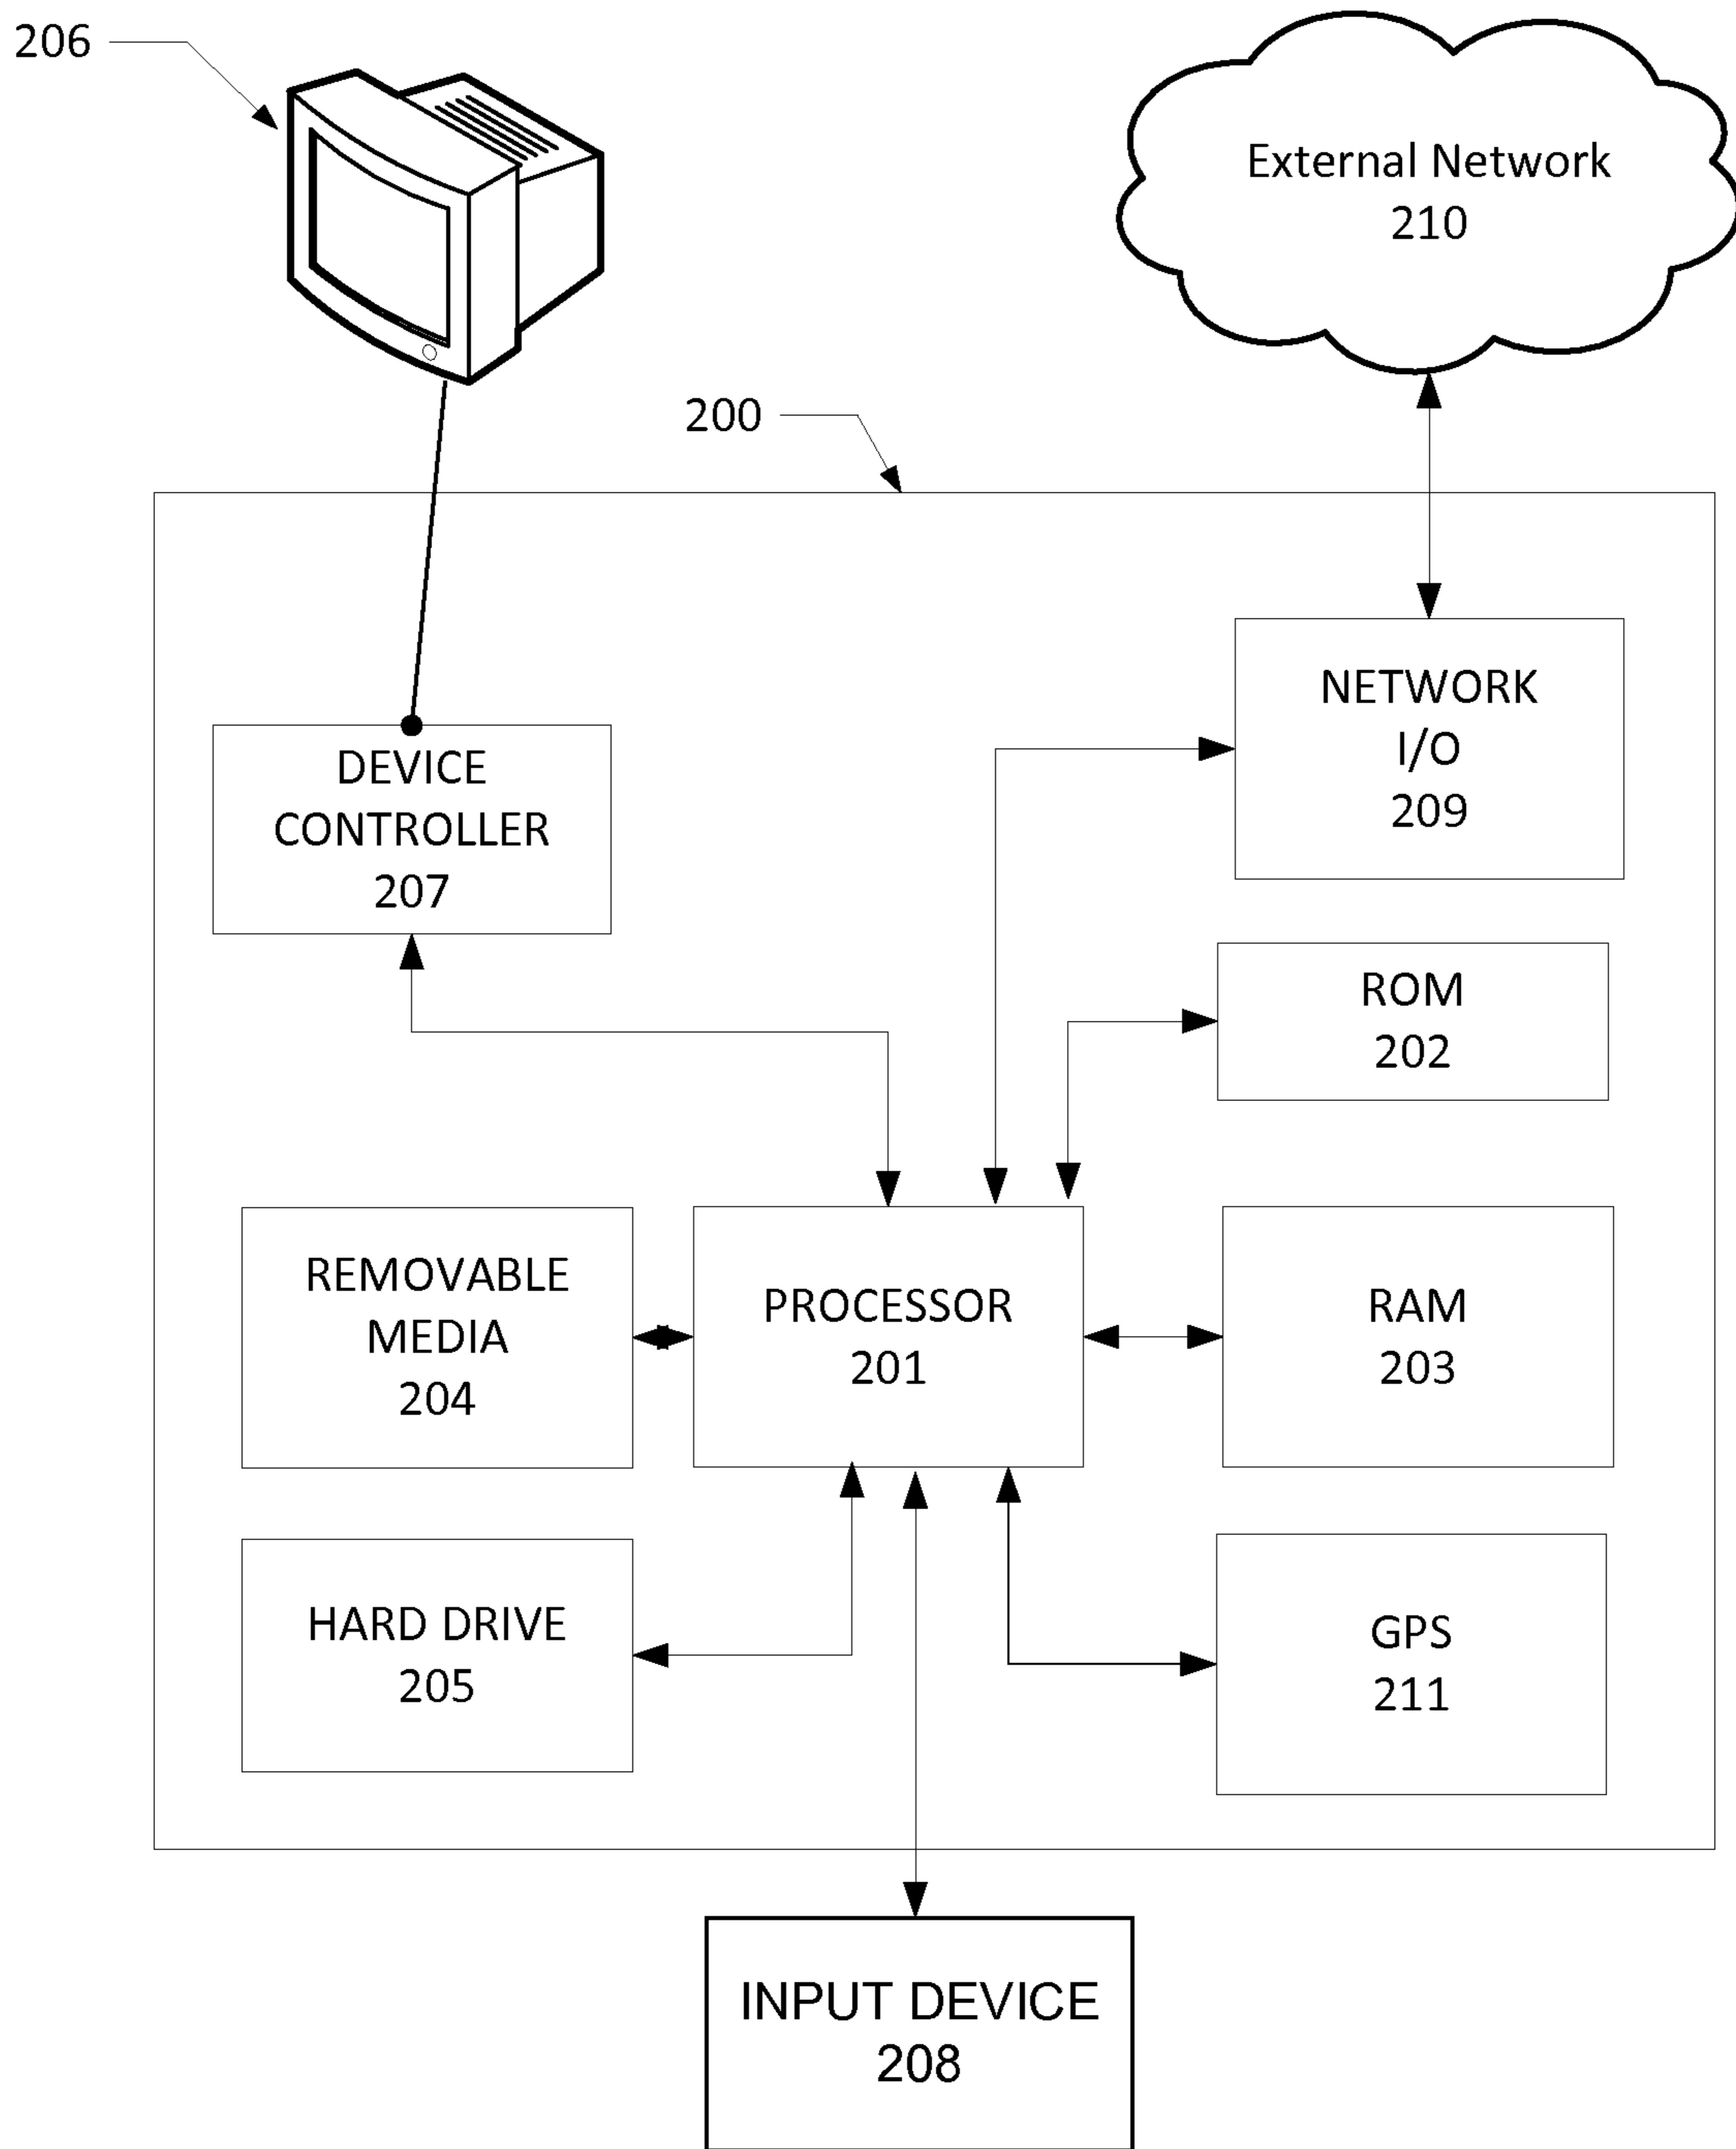 206
External Network
210
200
NETWORK
I/O
209
DEVICE
CONTROLLER
207
ROM
202
REMOVABLE
MEDIA
204
PROCESSOR
201
RAM
203
HARD DRIVE
205
GPS
211
INPUT DEVICE
208